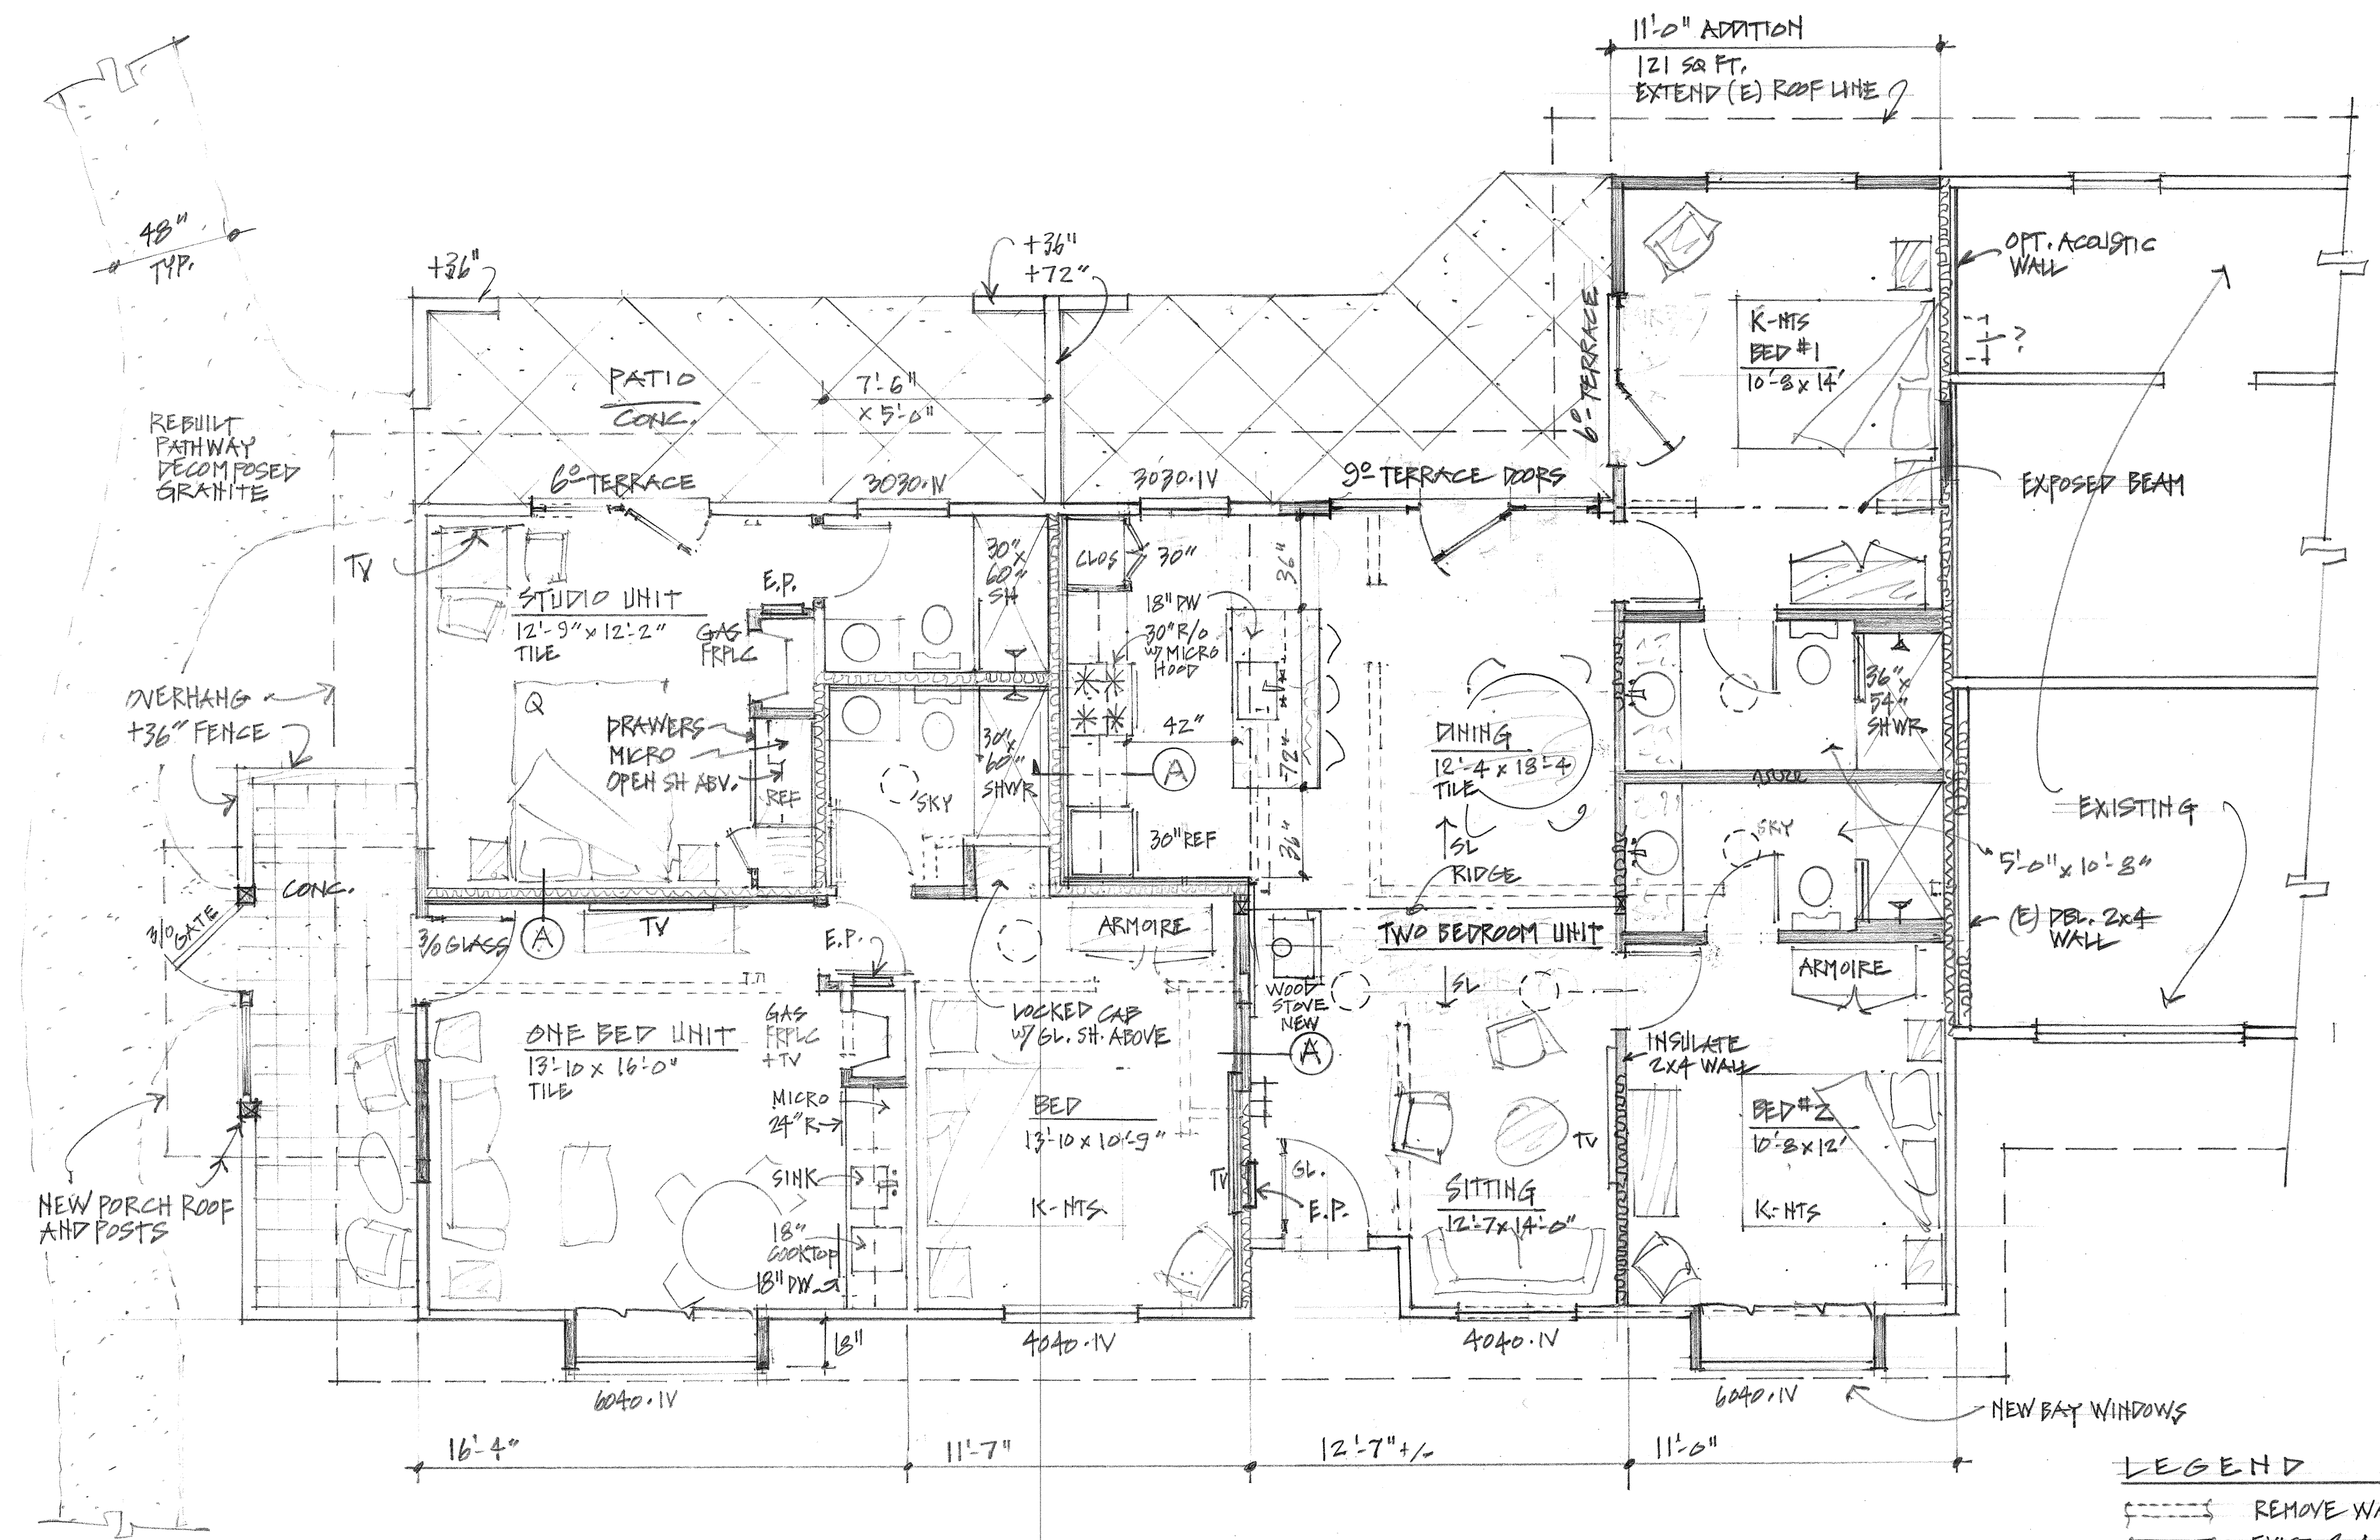 11'-0" ADDITION
121 SQ FT.
EXTEND (E) ROOF LINE
48"
TYP.
+36"
+36"
+72"
OPT. ACOUSTIC
WALL
?
K-NTS
BED #1
10'-8 x 14'
6⁰ TERRACE
PATIO
CONC.
7'-6"
x 5'-0"
REBUILT
PATHWAY
DECOMPOSED
GRANITE
6⁰ TERRACE
3030.IV
3030.IV
9⁰ TERRACE DOORS
EXPOSED BEAM
TV
STUDIO UNIT
12'-9" x 12'-2"
TILE
E.P.
GAS
FRPLC
30"
x
60"
SH
CLOS
30"
36"
18" DW
30" R/O
W/ MICRO
HOOD
OVERHANG
+36" FENCE
Q
DRAWERS
MICRO
OPEN SH ABV.
REF
SKY
30"
x
60"
SHWR
42"
72"
A
30" REF
36"
DINING
12'-4 x 18'-4
TILE
SL
RIDGE
36"
x
54"
SHWR
SKY
EXISTING
5'-0" x 10'-8"
(E) DBL. 2x4
WALL
CONC.
3/0 GATE
3/0 GLASS
A
TV
E.P.
ARMOIRE
TWO BEDROOM UNIT
SL
WOOD
STOVE
NEW
A
ARMOIRE
ONE BED UNIT
13'-10 x 16'-0"
TILE
GAS
FRPLC
+ TV
LOCKED CAB
W/ GL. SH. ABOVE
INSULATE
2x4 WALL
MICRO
24" R
BED
13'-10 x 10'-9"
K-NTS
SINK
18"
COOKTOP
18" DW
TV
GL.
E.P.
TV
SITTING
12'-7 x 14'-0"
BED #2
10'-8 x 12'
K-NTS
NEW PORCH ROOF
AND POSTS
18"
4040.IV
4040.IV
6040.IV
6040.IV
NEW BAY WINDOWS
16'-4"
11'-7"
12'-7" +/-
11'-0"
LEGEND
REMOVE